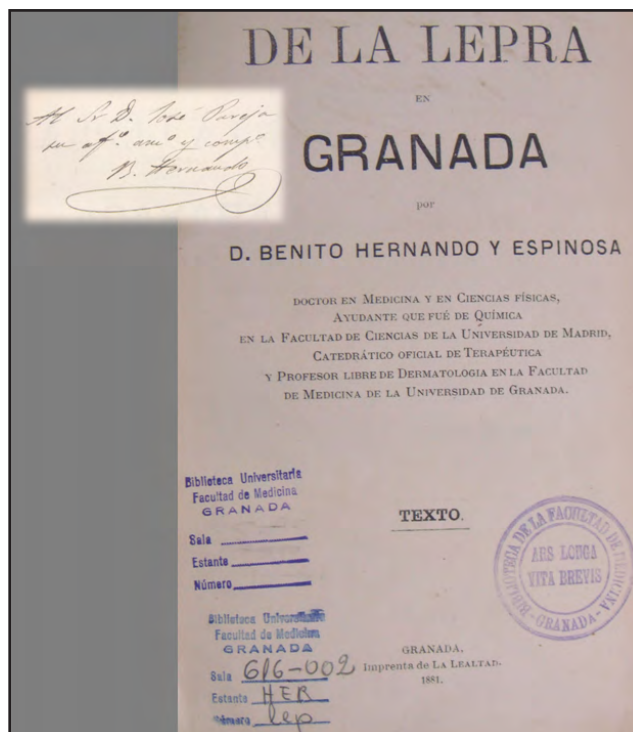 DE LA LEPRA
EN
GRANADA
por
D. BENITO HERNANDO Y ESPINOSA
DOCTOR EN MEDICINA Y EN CIENCIAS FÍSICAS,
AYUDANTE QUE FUÉ DE QUÍMICA
EN LA FACULTAD DE CIENCIAS DE LA UNIVERSIDAD DE MADRID,
CATEDRÁTICO OFICIAL DE TERAPÉUTICA
Y PROFESOR LIBRE DE DERMATOLOGIA EN LA FACULTAD
DE MEDICINA DE LA UNIVERSIDAD DE GRANADA.
Al Sr D. José Pareja
su aff.º am.º y comp.º
B. Hernando
Biblioteca Universitaria
Facultad de Medicina
GRANADA
Sala
Estante
Número
TEXTO.
BIBLIOTECA DE LA FACULTAD DE MEDICINA
-GRANADA-
ARS LONGA
VITA BREVIS
Biblioteca Universitaria
Facultad de Medicina
GRANADA
Sala 616-002
Estante HER
Número lep
GRANADA,
Imprenta de LA LEALTAD.
1881.